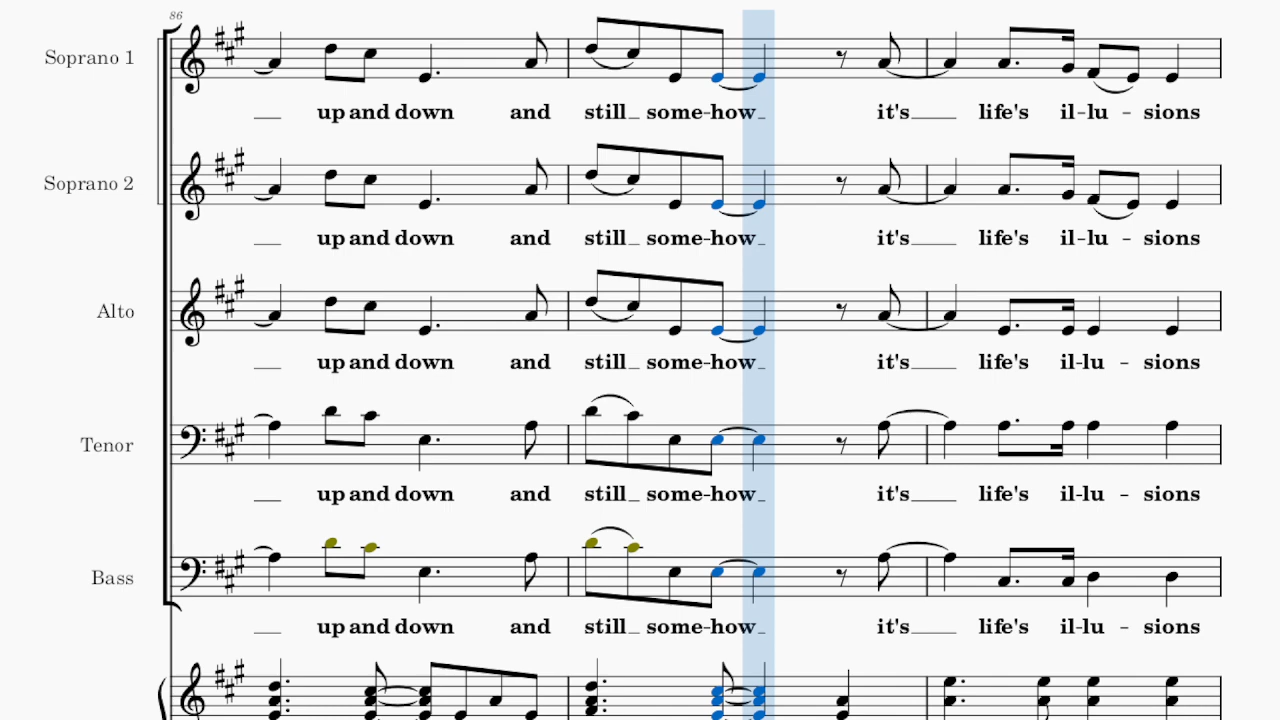 86
Soprano 1
up and down and still some-how it's life's il-lu - sions
Soprano 2
up and down and still some-how it's life's il-lu - sions
Alto
up and down and still some-how it's life's il-lu - sions
Tenor
up and down and still some-how it's life's il-lu - sions
Bass
up and down and still some-how it's life's il-lu - sions